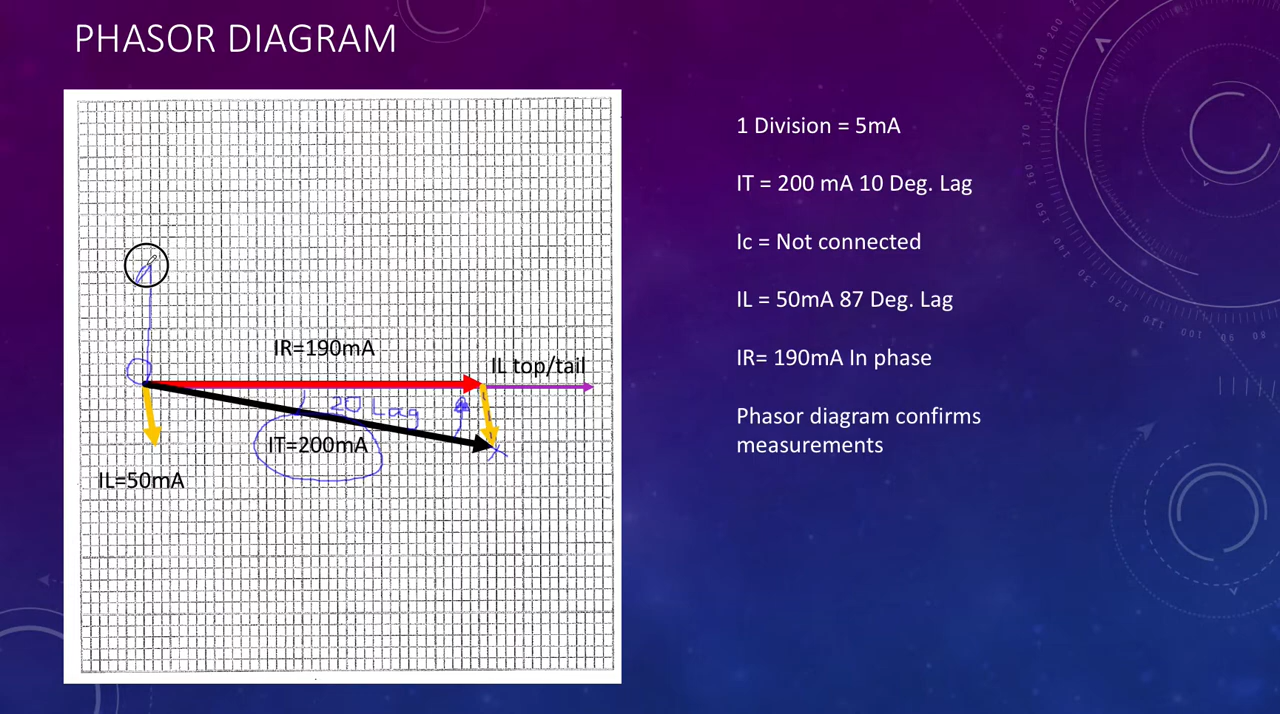 PHASOR DIAGRAM
IR=190mA
IL top/tail
20 Lag
IT=200mA
IL=50mA
1 Division = 5mA
IT = 200 mA 10 Deg. Lag
Ic = Not connected
IL = 50mA 87 Deg. Lag
IR= 190mA In phase
Phasor diagram confirms
measurements